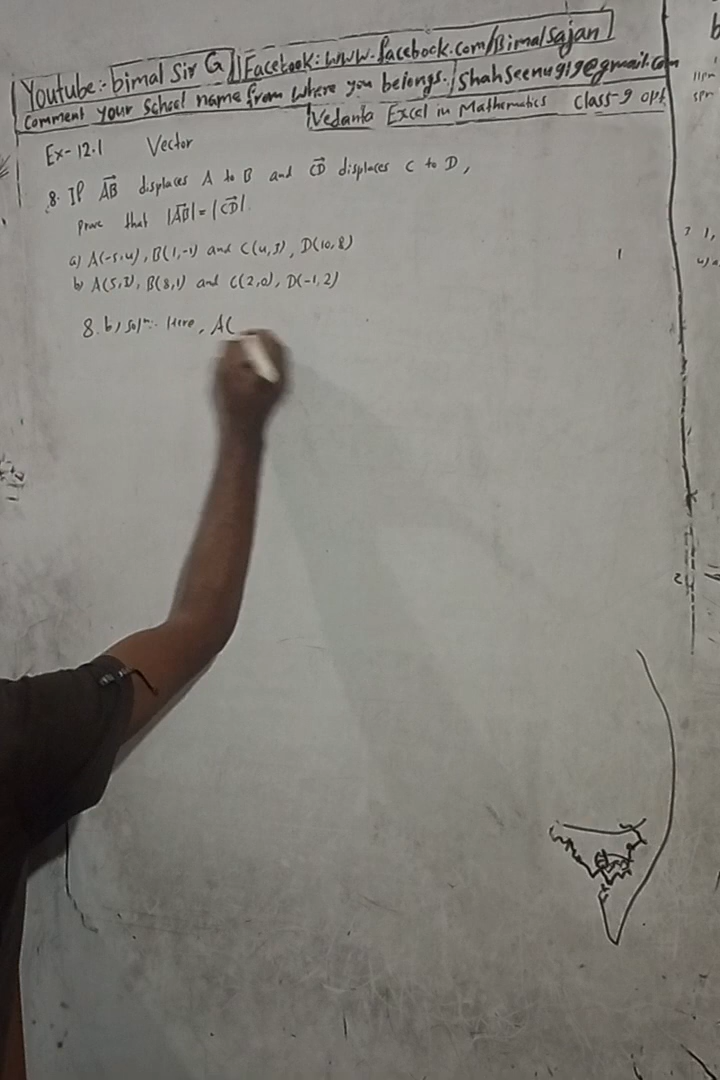 Youtube:- bimal Sir G || Facebook: www.facebook.com/Bimalsajan
Comment your School name from where you belongs. / Shahseenu919@gmail.com
Vedanta Excel in Mathematics Class-9 opt.
Ex-12.1 Vector
8. If AB displaces A to B and CD displaces C to D,
Prove that |AB| = |CD|.
a) A(-5,4), B(1,-1) and C(4,3), D(10,8)
b) A(5,3), B(8,1) and C(2,0), D(-1,2)
8. b) Soln:- Here, A(